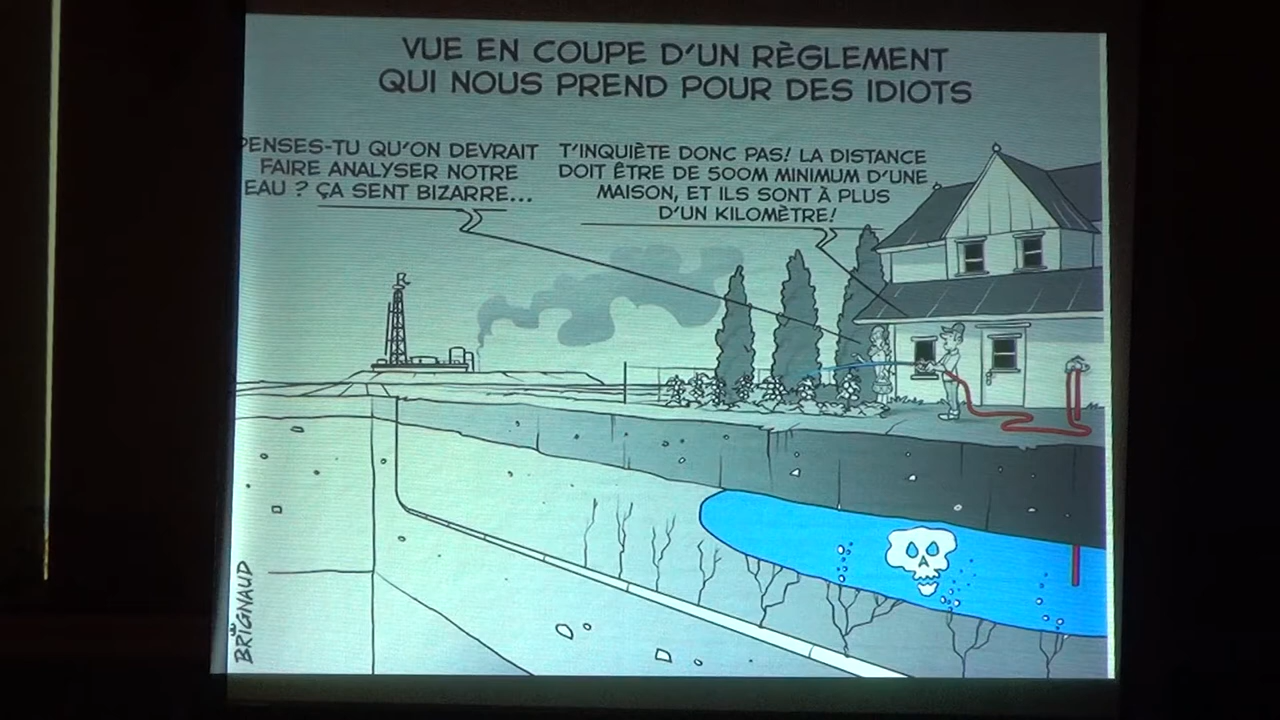 VUE EN COUPE D'UN RÈGLEMENT
QUI NOUS PREND POUR DES IDIOTS
PENSES-TU QU'ON DEVRAIT
FAIRE ANALYSER NOTRE
EAU ? ÇA SENT BIZARRE...
T'INQUIÈTE DONC PAS! LA DISTANCE
DOIT ÊTRE DE 500M MINIMUM D'UNE
MAISON, ET ILS SONT À PLUS
D'UN KILOMÈTRE!
BRIGNAUD